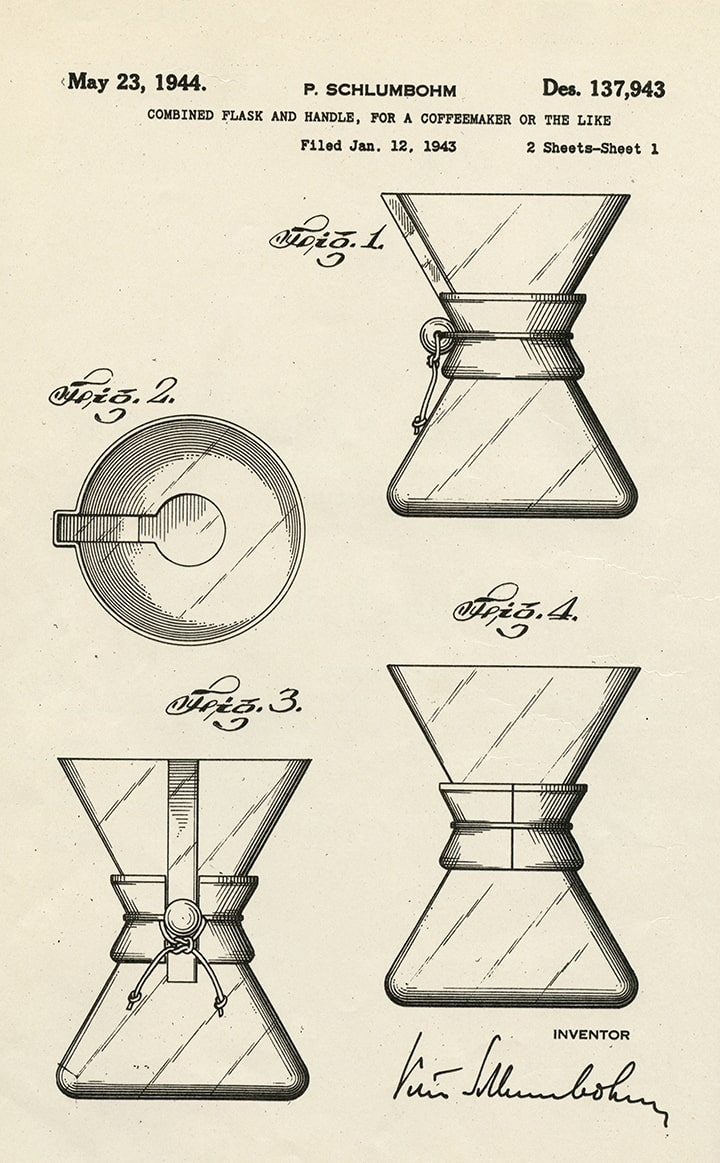 May 23, 1944. P. SCHLUMBOHM Des. 137,943
COMBINED FLASK AND HANDLE, FOR A COFFEEMAKER OR THE LIKE
Filed Jan. 12, 1943 2 Sheets-Sheet 1
Fig. 1.
Fig. 2.
Fig. 4.
Fig. 3.
INVENTOR
Schlumbohm